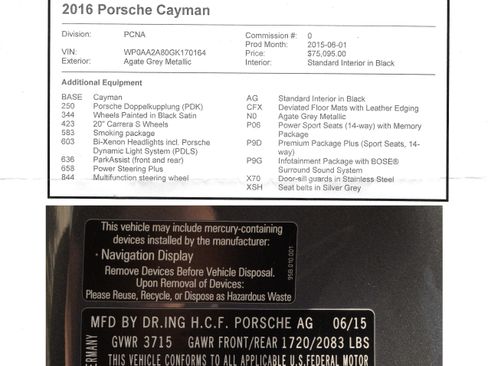 2016 Porsche Cayman
Division: PCNA
VIN: WP0AA2A80GK170164
Exterior: Agate Grey Metallic
Commission #: 0
Prod Month: 2015-06-01
Price: $75,095.00
Interior: Standard Interior in Black
Additional Equipment
BASE Cayman
250 Porsche Doppelkupplung (PDK)
344 Wheels Painted in Black Satin
423 20" Carrera S Wheels
583 Smoking package
603 Bi-Xenon Headlights incl. Porsche
Dynamic Light System (PDLS)
636 ParkAssist (front and rear)
658 Power Steering Plus
844 Multifunction steering wheel
AG Standard Interior in Black
CFX Deviated Floor Mats with Leather Edging
N0 Agate Grey Metallic
P06 Power Sport Seats (14-way) with Memory
Package
P9D Premium Package Plus (Sport Seats, 14-
way)
P9G Infotainment Package with BOSE®
Surround Sound System
X70 Door-sill guards in Stainless Steel
XSH Seat belts in Silver Grey
This vehicle may include mercury-containing
devices installed by the manufacturer:
· Navigation Display
Remove Devices Before Vehicle Disposal.
Upon Removal of Devices:
Please Reuse, Recycle, or Dispose as Hazardous Waste
95B.010.001
MFD BY DR.ING H.C.F. PORSCHE AG 06/15
GVWR 3715 GAWR FRONT/REAR 1720/2083 LBS
THIS VEHICLE CONFORMS TO ALL APPLICABLE U.S.FEDERAL MOTOR
GERMANY